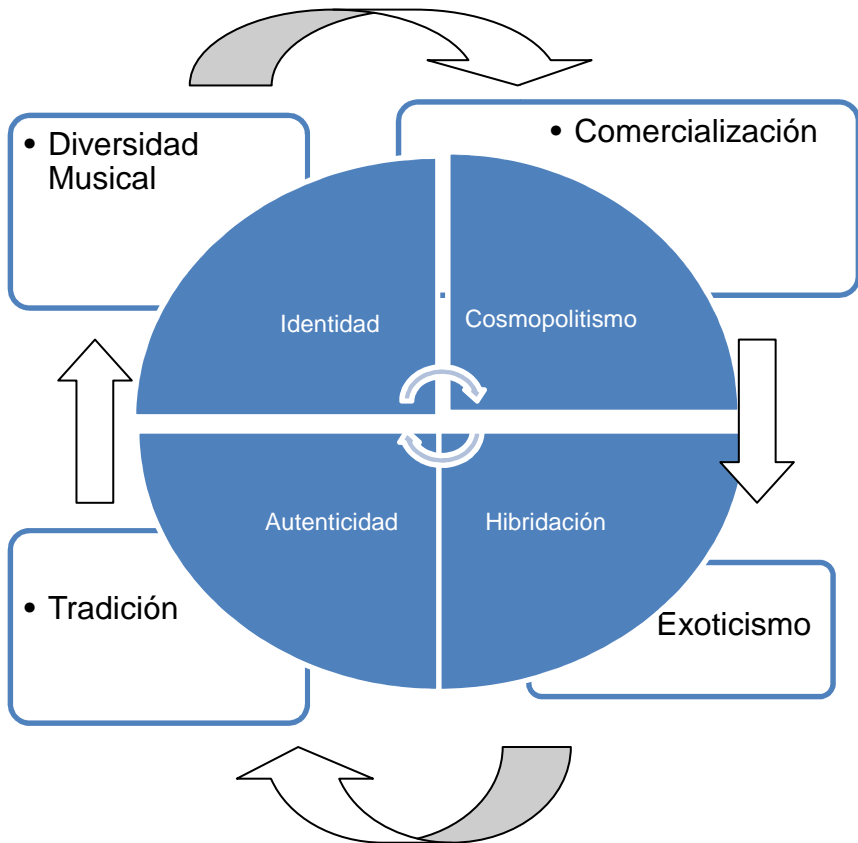 • Diversidad
Musical
• Comercialización
Identidad
Cosmopolitismo
Autenticidad
Hibridación
• Tradición
Exoticismo